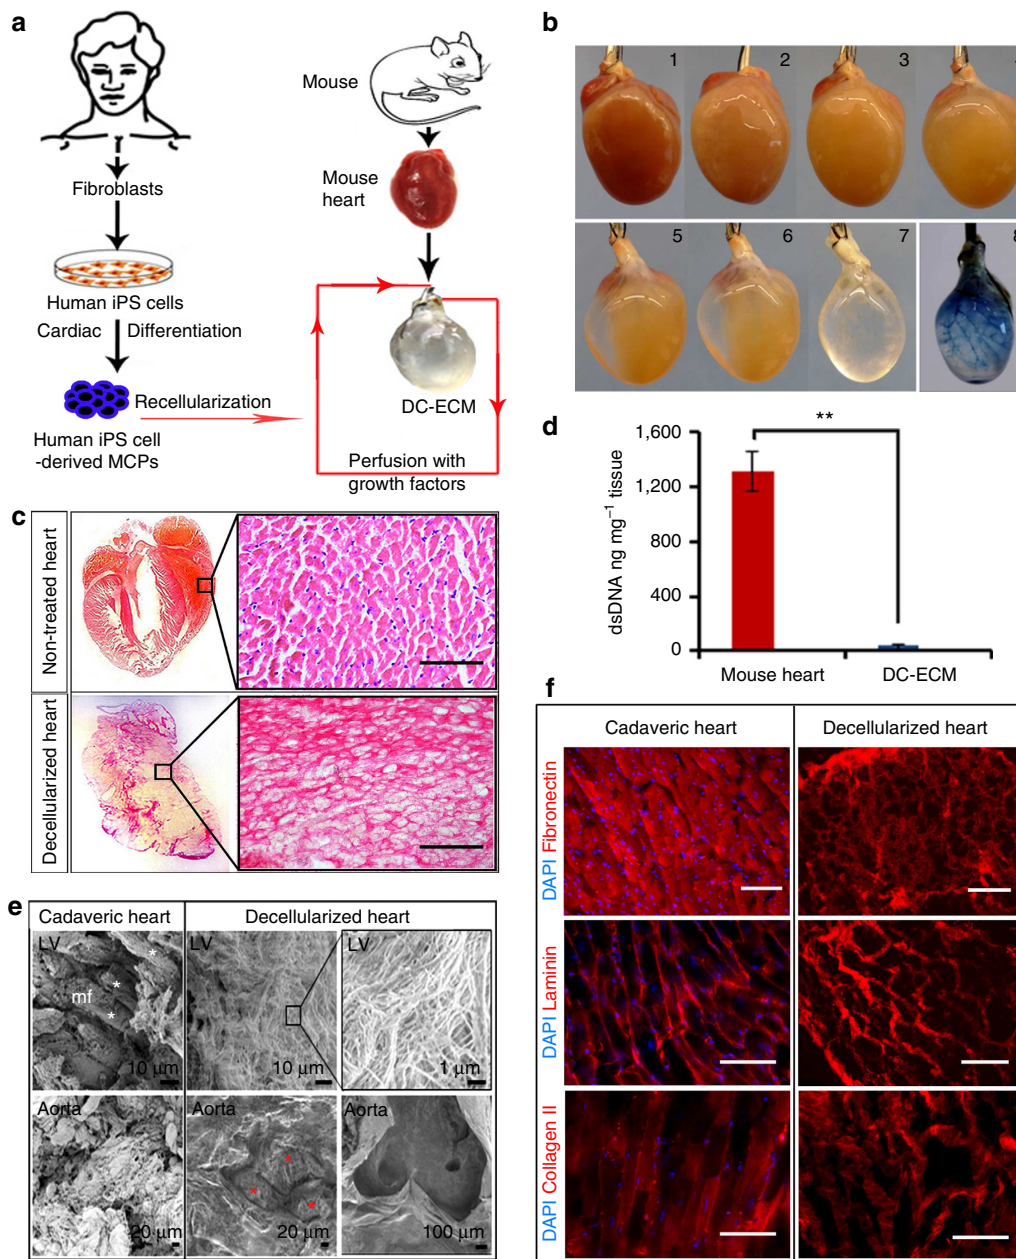 a
Mouse
Fibroblasts
Mouse
heart
Human iPS cells
Cardiac Differentiation
Recellularization
DC-ECM
Human iPS cell
-derived MCPs
Perfusion with
growth factors
b
1
2
3
5
6
7
8
c
Non-treated heart
Decellularized heart
d
dsDNA ng mg⁻¹ tissue
1,600
1,200
800
400
0
**
Mouse heart
DC-ECM
e
Cadaveric heart
Decellularized heart
LV
mf
*
*
*
10 µm
LV
10 µm
LV
1 µm
Aorta
20 µm
Aorta
*
*
*
20 µm
Aorta
100 µm
f
Cadaveric heart
Decellularized heart
DAPI Fibronectin
DAPI Laminin
DAPI Collagen II